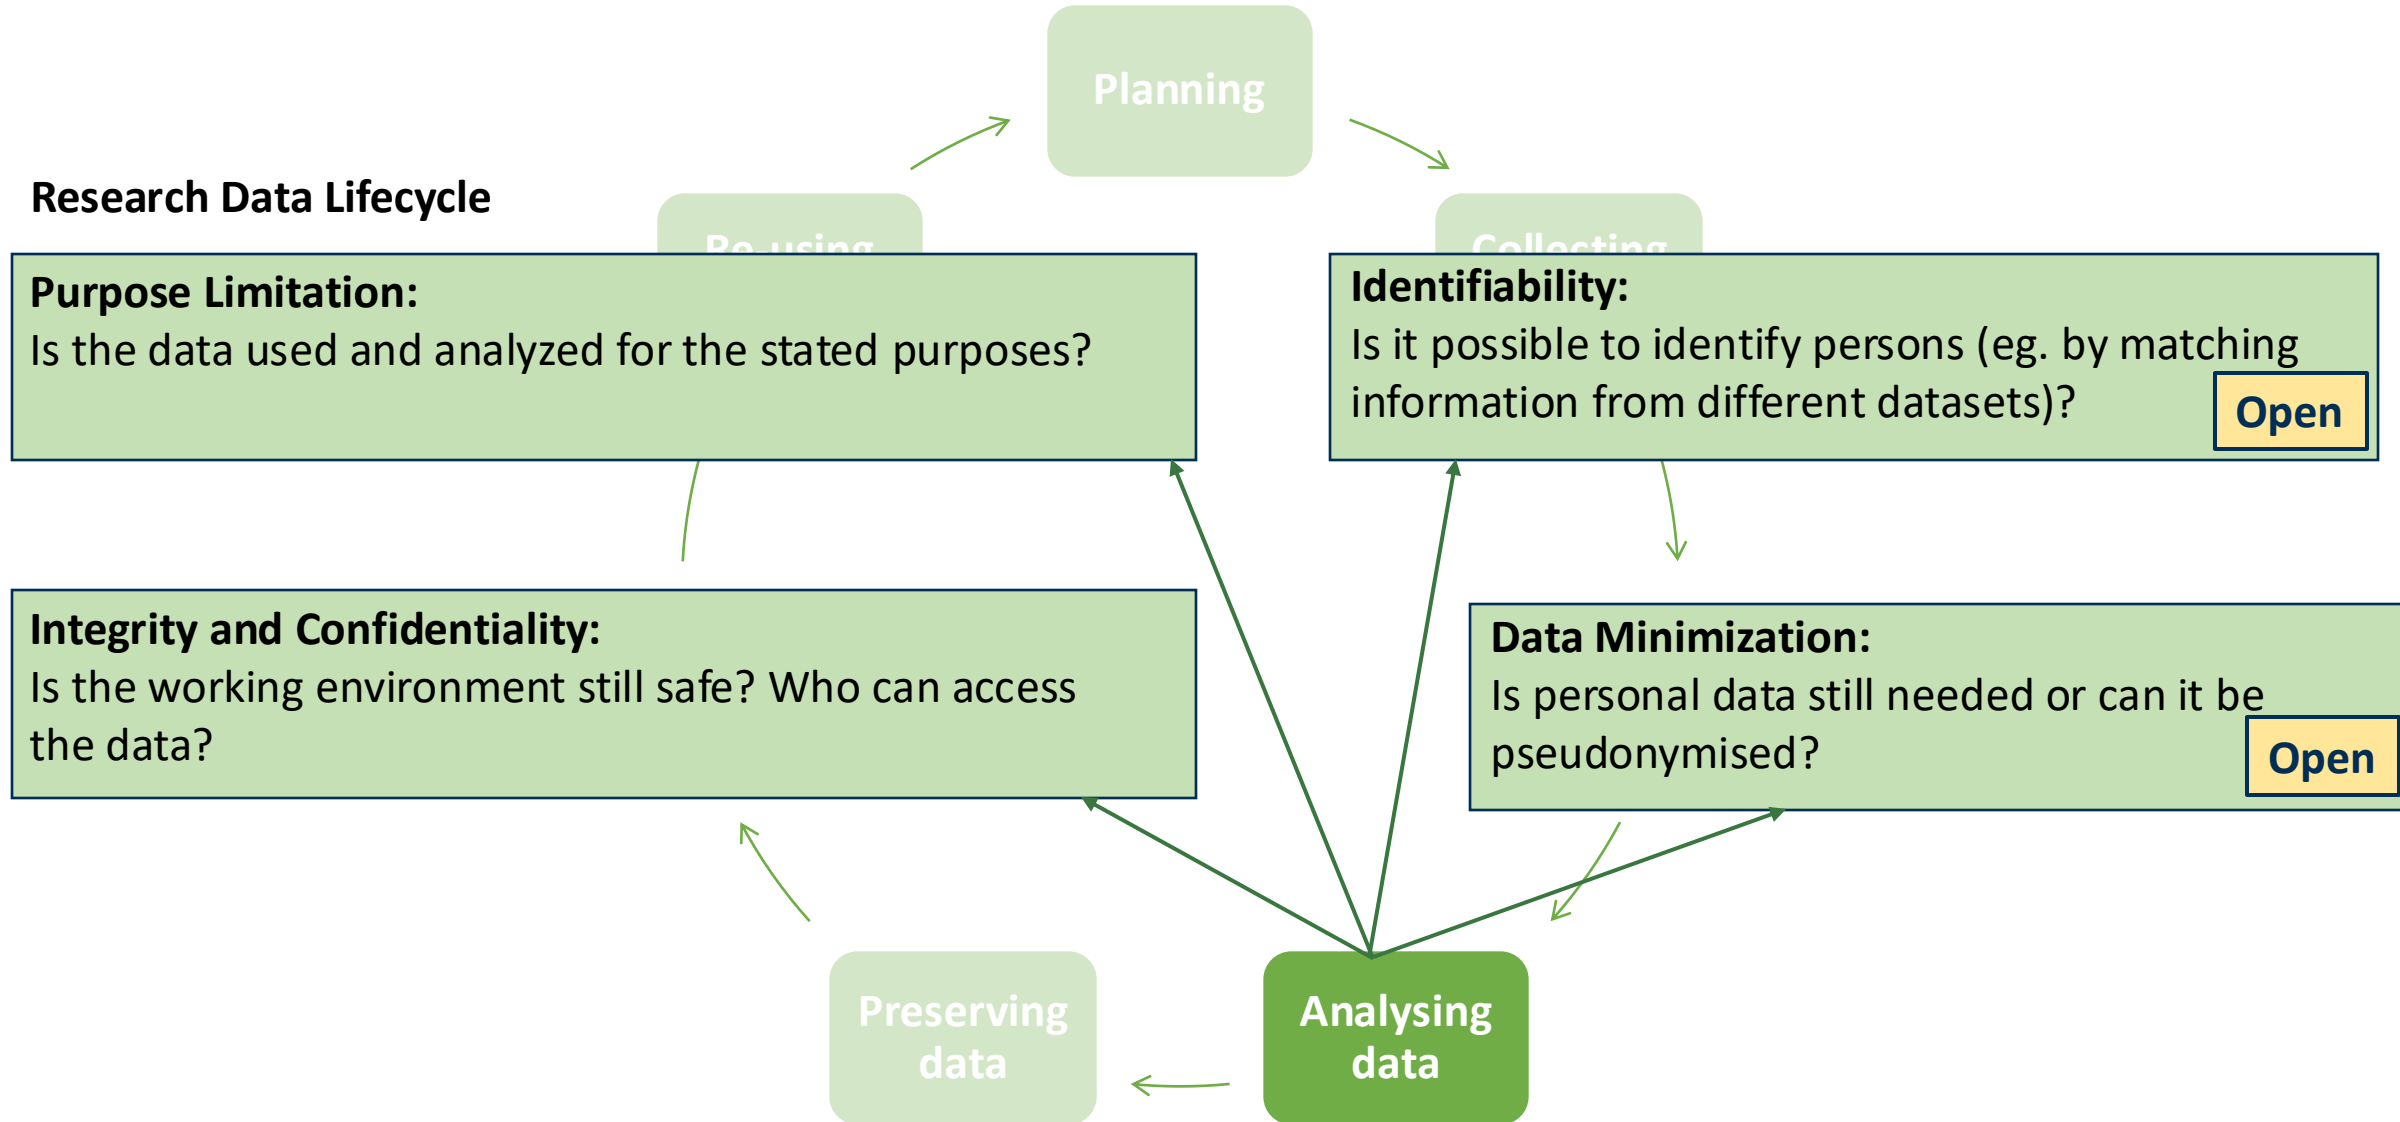 Planning
Research Data Lifecycle
Re-using
Collecting
Purpose Limitation:
Is the data used and analyzed for the stated purposes?
Identifiability:
Is it possible to identify persons (eg. by matching
information from different datasets)?
Open
Integrity and Confidentiality:
Is the working environment still safe? Who can access
the data?
Data Minimization:
Is personal data still needed or can it be
pseudonymised?
Open
Preserving
data
Analysing
data